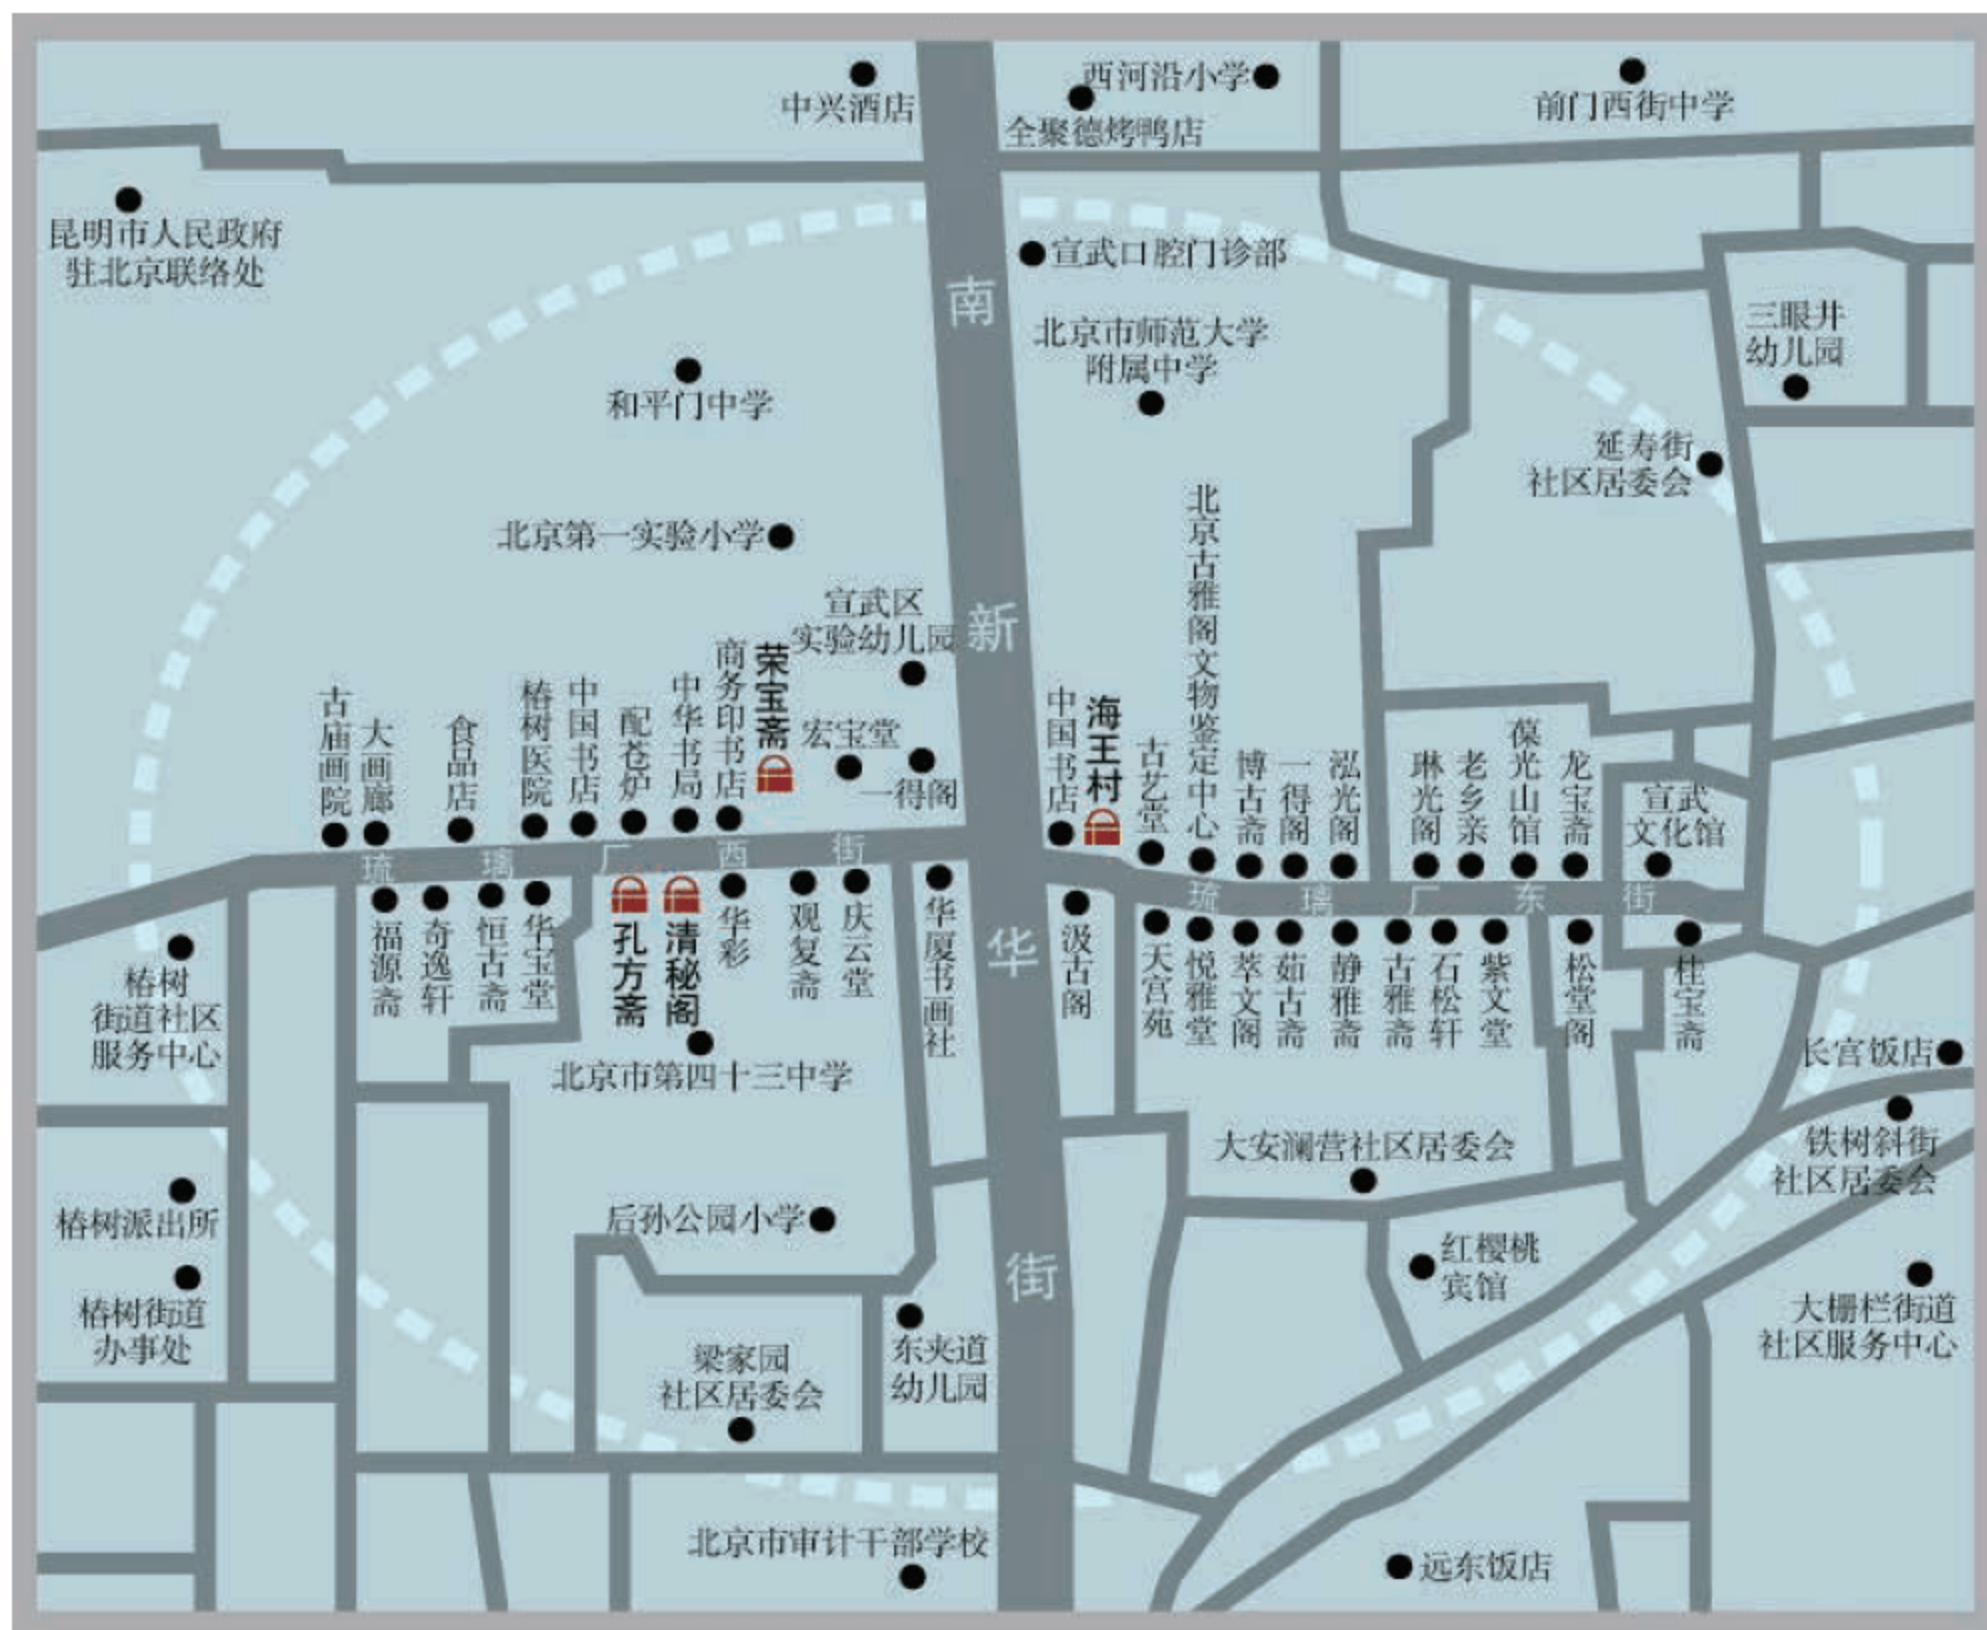 中兴酒店
西河沿小学
全聚德烤鸭店
前门西街中学
昆明市人民政府
驻北京联络处
宣武口腔门诊部
南新华街
北京市师范大学
附属中学
三眼井
幼儿园
和平门中学
延寿街
社区居委会
北京第一实验小学
宣武区
实验幼儿园
古庙画院
大画廊
食品店
椿树医院
中国书店
配苍炉
中华书局
商务印书店
荣宝斋
宏宝堂
一得阁
中国书店
海王村
古艺堂
北京古雅阁文物鉴定中心
博古斋
一得阁
泓光阁
琳光阁
老乡亲
葆光山馆
龙宝斋
宣武
文化馆
琉璃厂西街
琉璃厂东街
福源斋
奇逸轩
恒古斋
华宝堂
孔方斋
清秘阁
华彩
观复斋
庆云堂
华厦书画社
汲古阁
天宫苑
悦雅堂
萃文阁
茹古斋
静雅斋
古雅斋
石松轩
紫文堂
松堂阁
桂宝斋
椿树
街道社区
服务中心
北京市第四十三中学
长宫饭店
铁树斜街
社区居委会
大安澜营社区居委会
椿树派出所
后孙公园小学
红樱桃
宾馆
椿树街道
办事处
大栅栏街道
社区服务中心
梁家园
社区居委会
东夹道
幼儿园
北京市审计干部学校
远东饭店